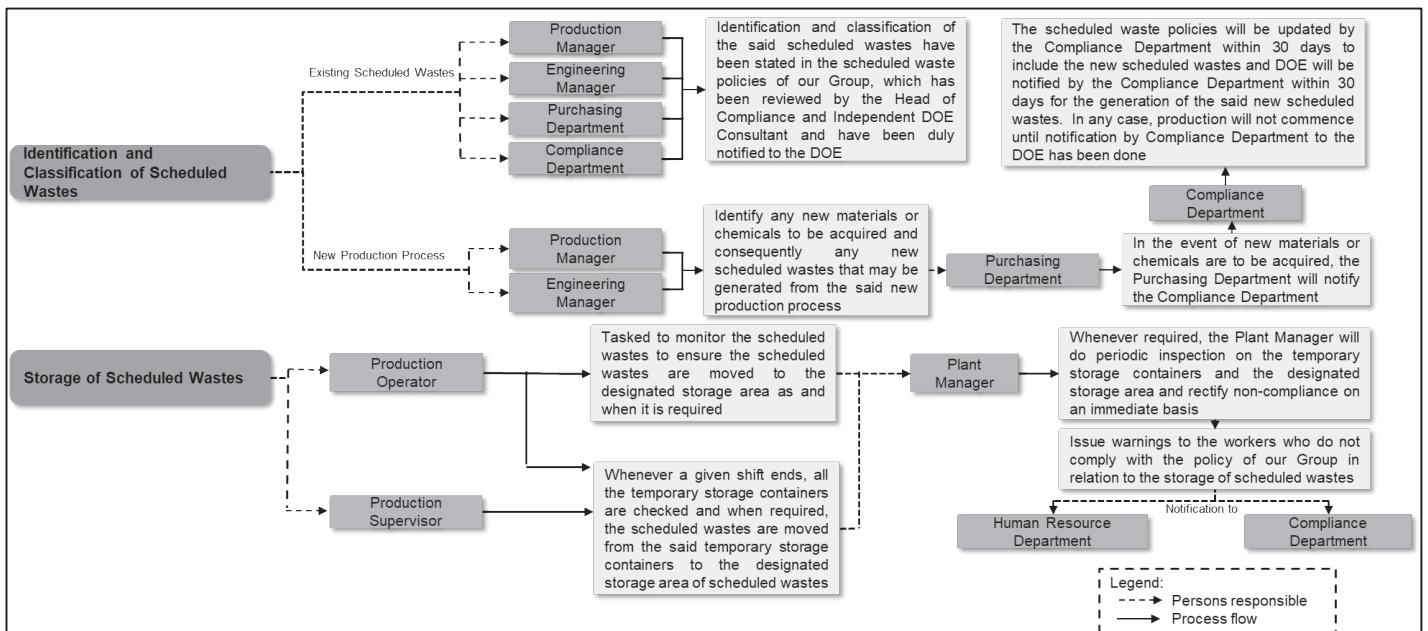 Production
Manager
Existing Scheduled Wastes
Engineering
Manager
Purchasing
Department
Compliance
Department
Identification and classification of
the said scheduled wastes have
been stated in the scheduled waste
policies of our Group, which has
been reviewed by the Head of
Compliance and Independent DOE
Consultant and have been duly
notified to the DOE
The scheduled waste policies will be updated by
the Compliance Department within 30 days to
include the new scheduled wastes and DOE will be
notified by the Compliance Department within 30
days for the generation of the said new scheduled
wastes. In any case, production will not commence
until notification by Compliance Department to the
DOE has been done
Identification and
Classification of Scheduled
Wastes
New Production Process
Production
Manager
Engineering
Manager
Identify any new materials or
chemicals to be acquired and
consequently any new
scheduled wastes that may be
generated from the said new
production process
Purchasing
Department
Compliance
Department
In the event of new materials or
chemicals are to be acquired, the
Purchasing Department will notify
the Compliance Department
Storage of Scheduled Wastes
Production
Operator
Tasked to monitor the scheduled
wastes to ensure the scheduled
wastes are moved to the
designated storage area as and
when it is required
Plant
Manager
Whenever required, the Plant Manager will
do periodic inspection on the temporary
storage containers and the designated
storage area and rectify non-compliance on
an immediate basis
Production
Supervisor
Whenever a given shift ends, all
the temporary storage containers
are checked and when required,
the scheduled wastes are moved
from the said temporary storage
containers to the designated
storage area of scheduled wastes
Issue warnings to the workers who do not
comply with the policy of our Group in
relation to the storage of scheduled wastes
Notification to
Human Resource
Department
Compliance
Department
Legend:
Persons responsible
Process flow